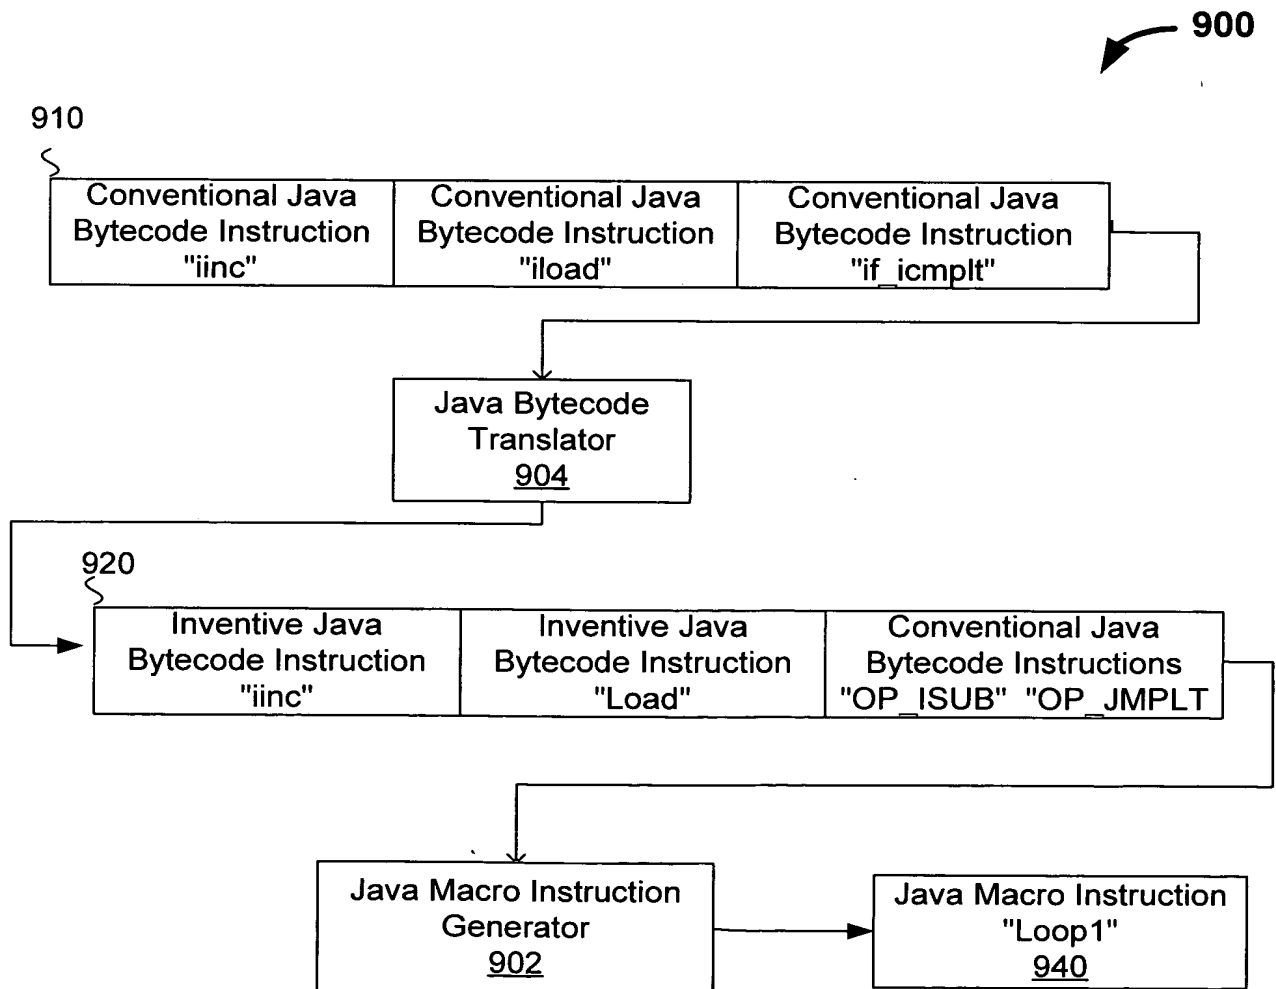 900
910
Conventional Java
Bytecode Instruction
"iinc"
Conventional Java
Bytecode Instruction
"iload"
Conventional Java
Bytecode Instruction
"if_icmplt"
Java Bytecode
Translator
904
920
Inventive Java
Bytecode Instruction
"iinc"
Inventive Java
Bytecode Instruction
"Load"
Conventional Java
Bytecode Instructions
"OP_ISUB" "OP_JMPLT
Java Macro Instruction
Generator
902
Java Macro Instruction
"Loop1"
940